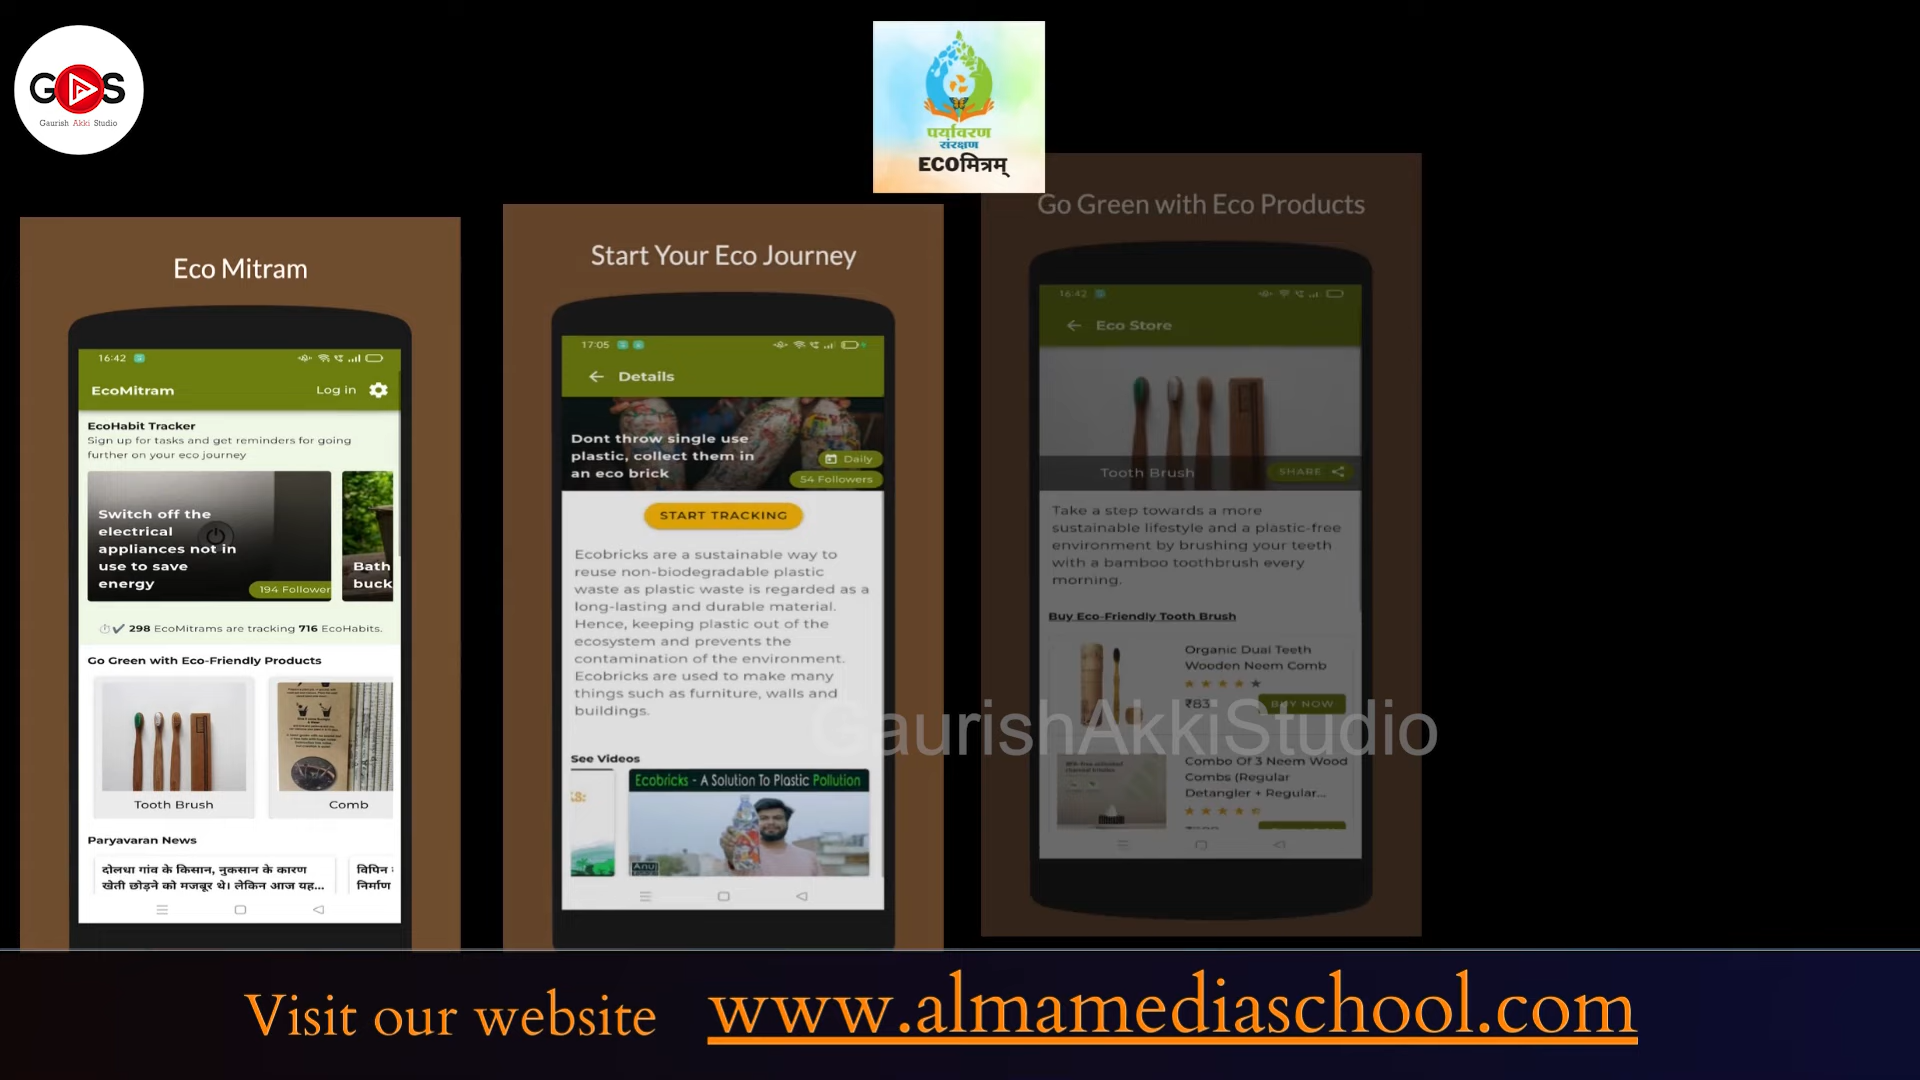 GAS
Gaurish Akki Studio
पर्यावरण
संरक्षण
ECOमित्रम्
Eco Mitram
16:42
EcoMitram
Log in
EcoHabit Tracker
Sign up for tasks and get reminders for going
further on your eco journey
Switch off the
electrical
appliances not in
use to save
energy
194 Follower
Bath
buck
298 EcoMitrams are tracking 716 EcoHabits.
Go Green with Eco-Friendly Products
Tooth Brush
Comb
Paryavaran News
दोलधा गांव के किसान, नुकसान के कारण
खेती छोड़ने को मजबूर थे। लेकिन आज यह...
विपिन
निर्माण
Start Your Eco Journey
17:05
Details
Dont throw single use
plastic, collect them in
an eco brick
Daily
54 Followers
START TRACKING
Ecobricks are a sustainable way to
reuse non-biodegradable plastic
waste as plastic waste is regarded as a
long-lasting and durable material.
Hence, keeping plastic out of the
ecosystem and prevents the
contamination of the environment.
Ecobricks are used to make many
things such as furniture, walls and
buildings.
See Videos
Ecobricks - A Solution To Plastic Pollution
Anuj
Go Green with Eco Products
16:42
Eco Store
Tooth Brush
SHARE
Take a step towards a more
sustainable lifestyle and a plastic-free
environment by brushing your teeth
with a bamboo toothbrush every
morning.
Buy Eco-Friendly Tooth Brush
Organic Dual Teeth
Wooden Neem Comb
₹83
BUY NOW
Combo Of 3 Neem Wood
Combs (Regular
Detangler + Regular...
GaurishAkkiStudio
Visit our website www.almamediaschool.com